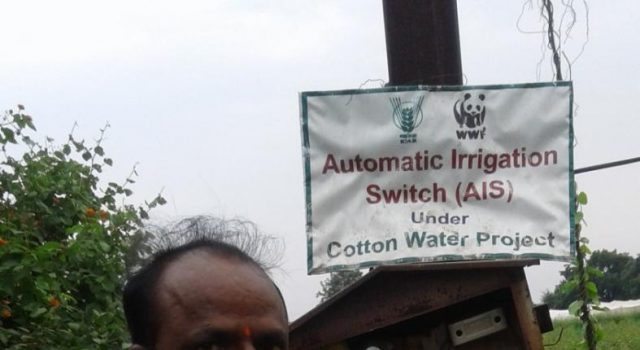 WWF
Automatic Irrigation
Switch (AIS)
Under
Cotton Water Project